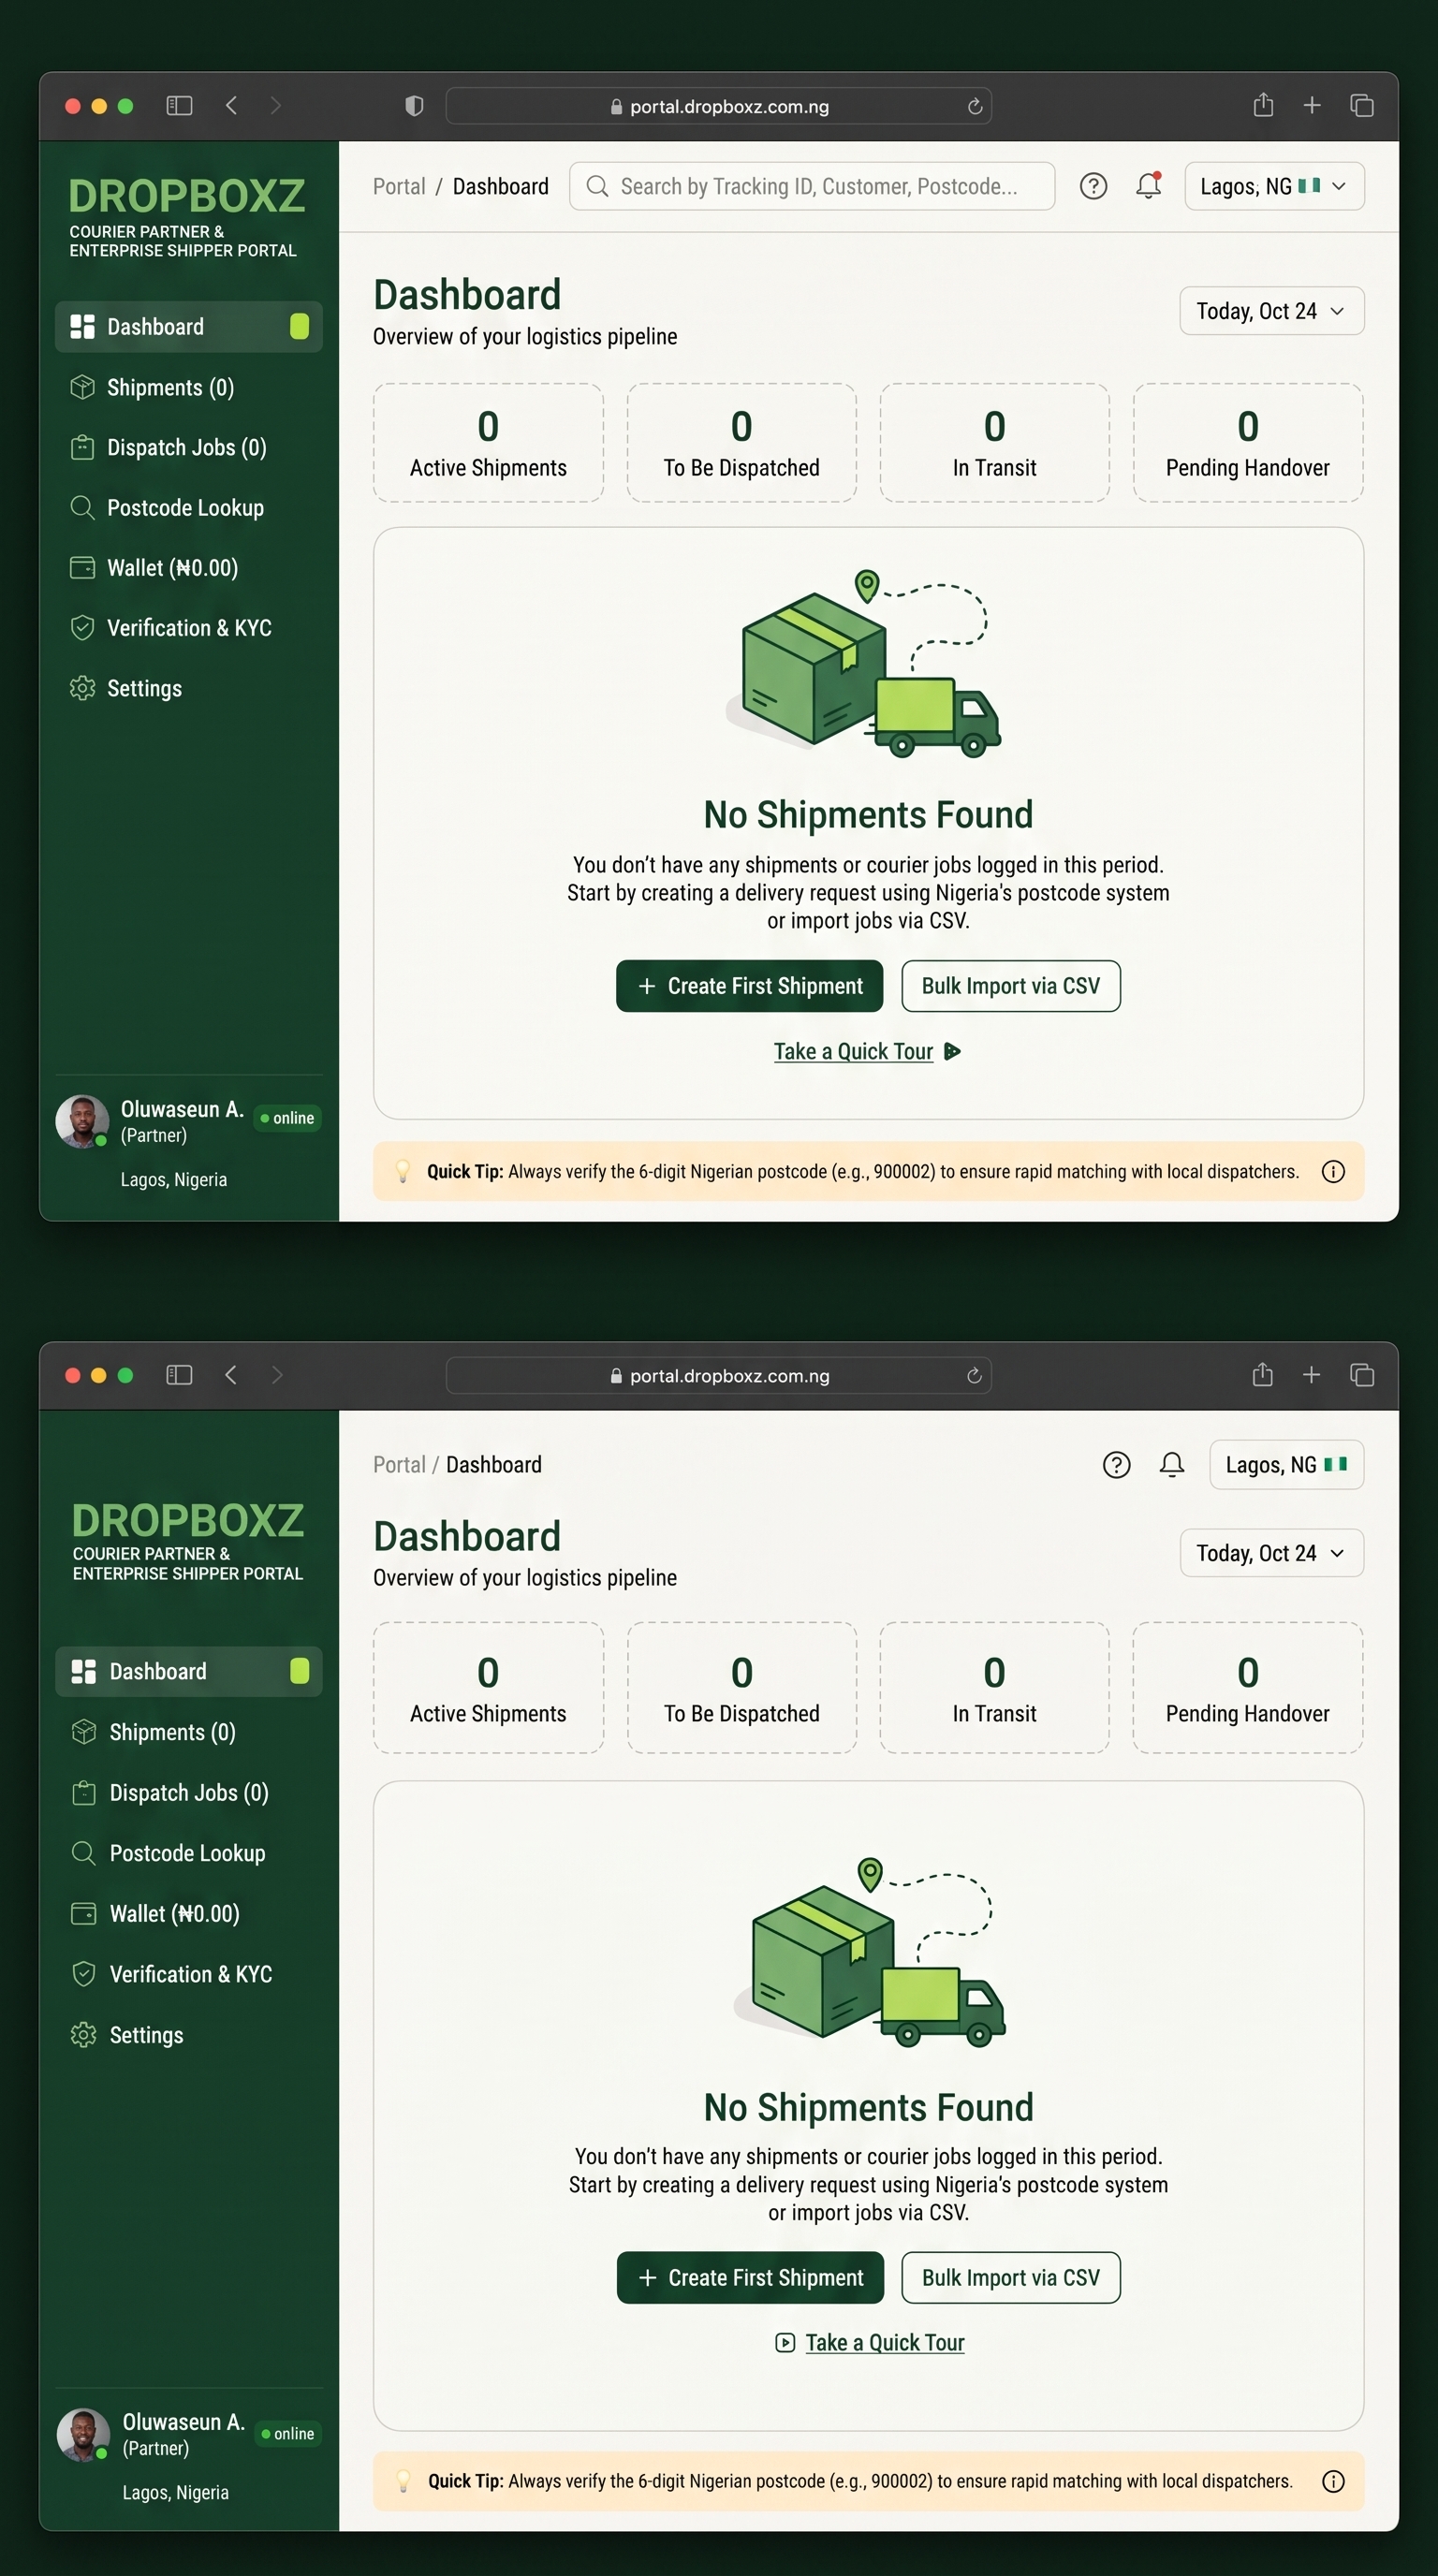 portal.dropboxz.com.ng
DROPBOXZ
COURIER PARTNER &
ENTERPRISE SHIPPER PORTAL
Dashboard
Shipments (0)
Dispatch Jobs (0)
Postcode Lookup
Wallet (₦0.00)
Verification & KYC
Settings
Oluwaseun A.
(Partner)
online
Lagos, Nigeria
Portal / Dashboard
Search by Tracking ID, Customer, Postcode...
Lagos, NG
Dashboard
Overview of your logistics pipeline
Today, Oct 24
0
Active Shipments
0
To Be Dispatched
0
In Transit
0
Pending Handover
No Shipments Found
You don’t have any shipments or courier jobs logged in this period.
Start by creating a delivery request using Nigeria's postcode system
or import jobs via CSV.
+ Create First Shipment
Bulk Import via CSV
Take a Quick Tour
Quick Tip: Always verify the 6-digit Nigerian postcode (e.g., 900002) to ensure rapid matching with local dispatchers.
portal.dropboxz.com.ng
DROPBOXZ
COURIER PARTNER &
ENTERPRISE SHIPPER PORTAL
Dashboard
Shipments (0)
Dispatch Jobs (0)
Postcode Lookup
Wallet (₦0.00)
Verification & KYC
Settings
Oluwaseun A.
(Partner)
online
Lagos, Nigeria
Portal / Dashboard
Lagos, NG
Dashboard
Overview of your logistics pipeline
Today, Oct 24
0
Active Shipments
0
To Be Dispatched
0
In Transit
0
Pending Handover
No Shipments Found
You don't have any shipments or courier jobs logged in this period.
Start by creating a delivery request using Nigeria's postcode system
or import jobs via CSV.
+ Create First Shipment
Bulk Import via CSV
Take a Quick Tour
Quick Tip: Always verify the 6-digit Nigerian postcode (e.g., 900002) to ensure rapid matching with local dispatchers.